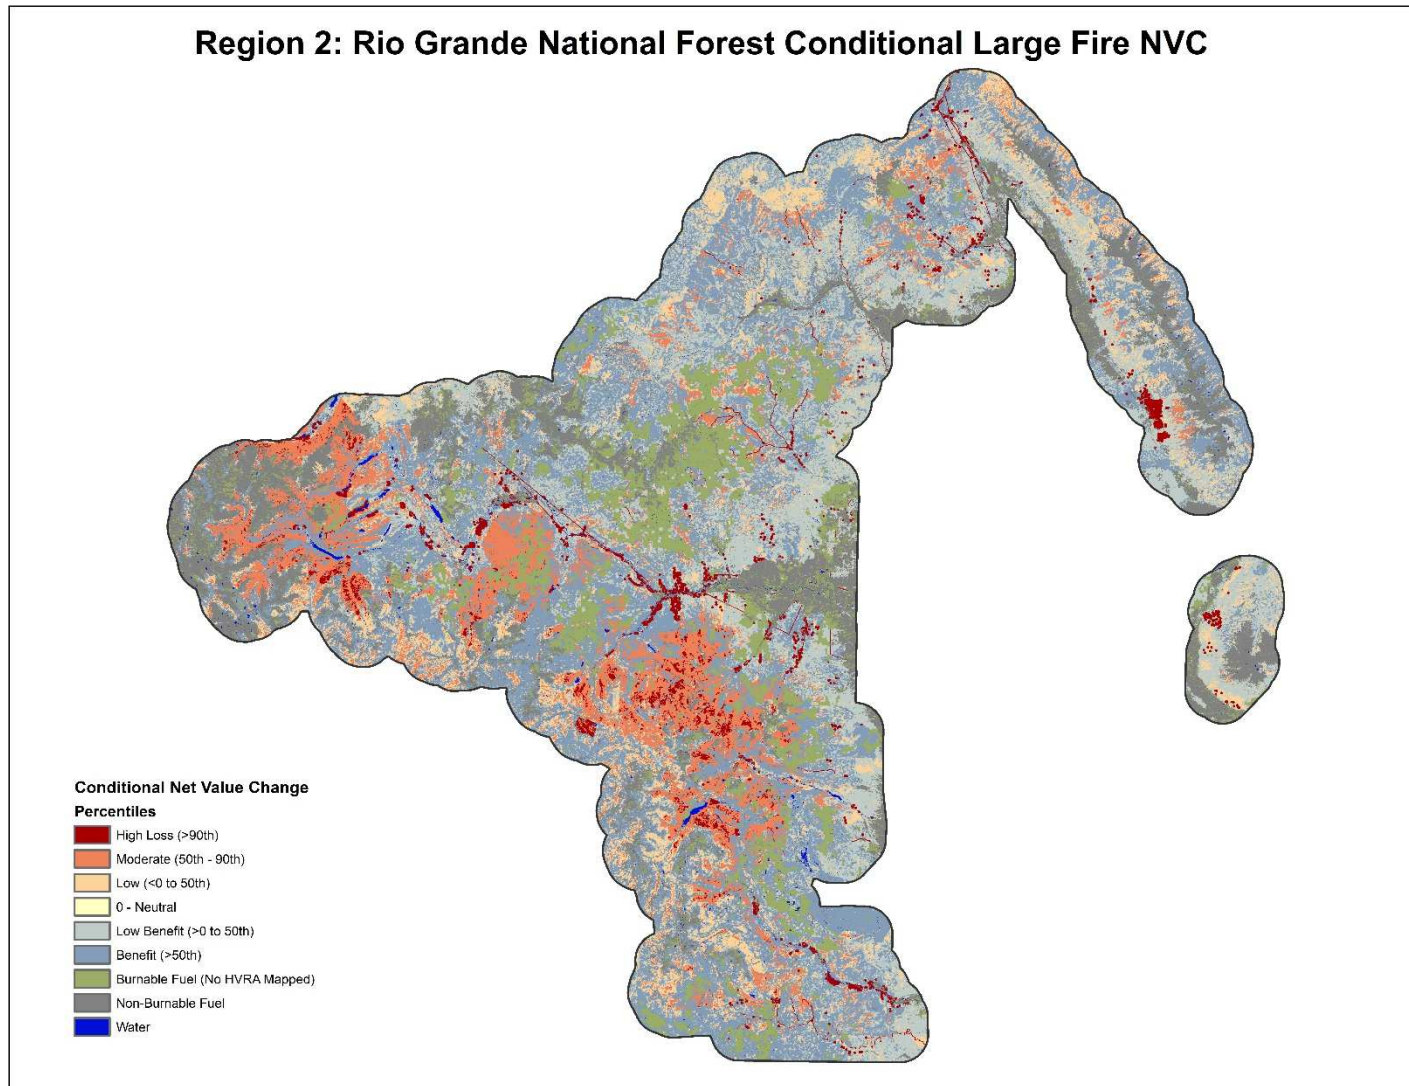 Region 2: Rio Grande National Forest Conditional Large Fire NVC
Conditional Net Value Change
Percentiles
High Loss (>90th)
Moderate (50th - 90th)
Low (<0 to 50th)
0 - Neutral
Low Benefit (>0 to 50th)
Benefit (>50th)
Burnable Fuel (No HVRA Mapped)
Non-Burnable Fuel
Water